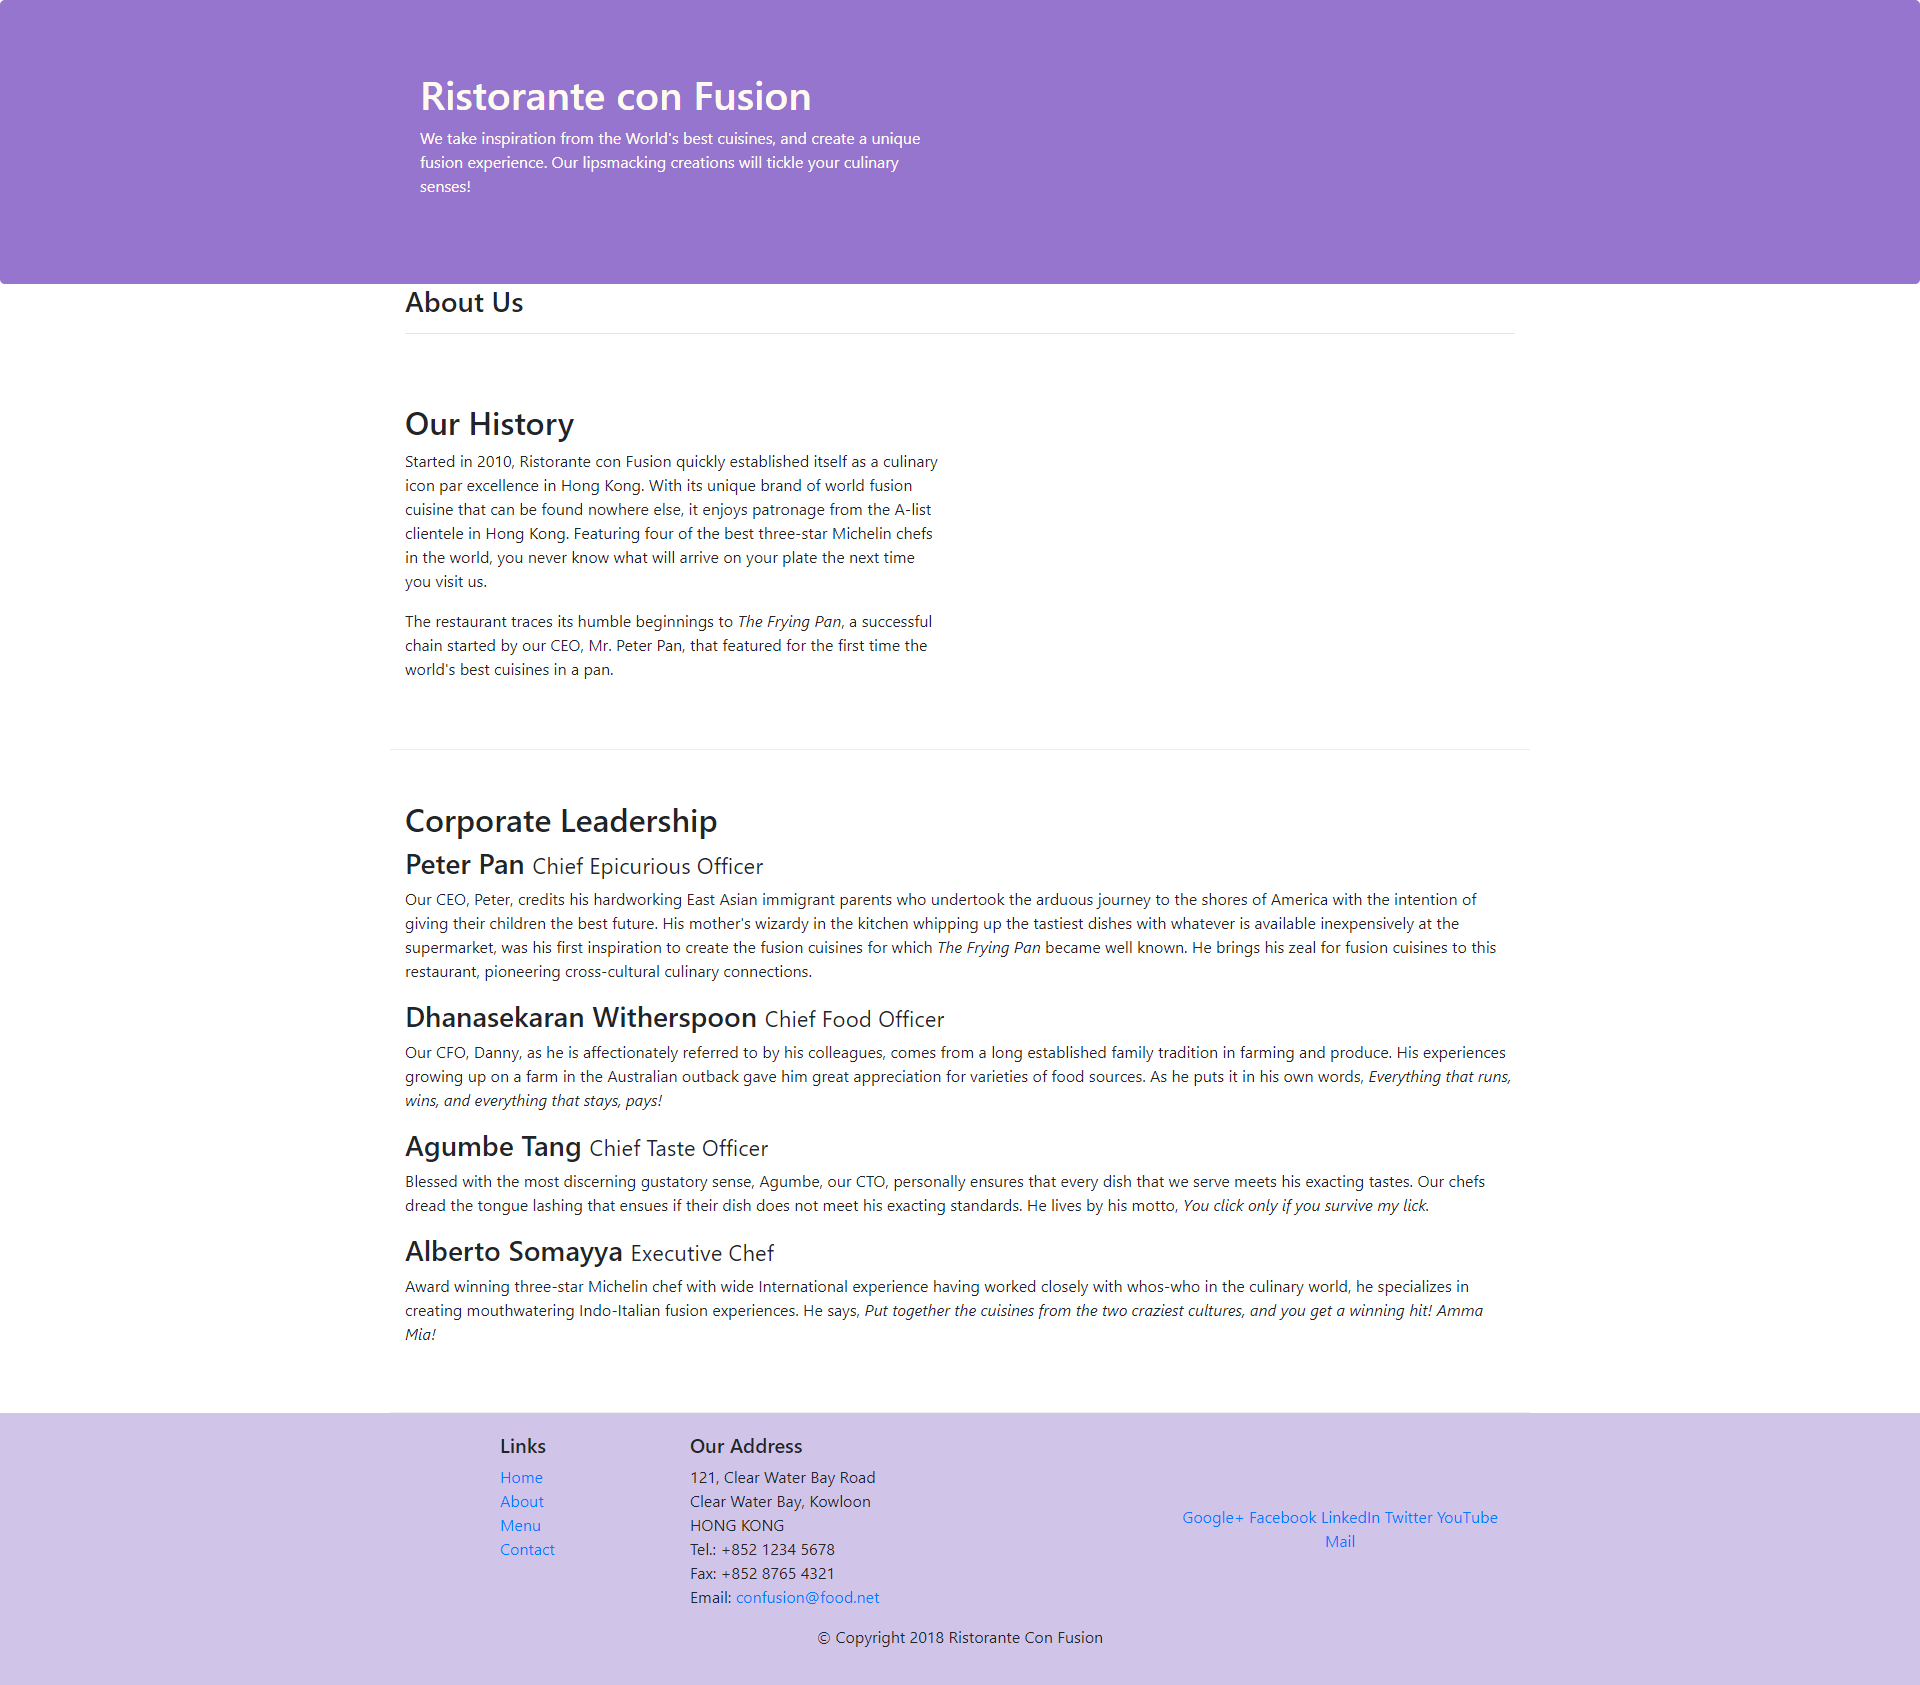 Ristorante con Fusion
We take inspiration from the World's best cuisines, and create a unique
fusion experience. Our lipsmacking creations will tickle your culinary
senses!
About Us
Our History
Started in 2010, Ristorante con Fusion quickly established itself as a culinary
icon par excellence in Hong Kong. With its unique brand of world fusion
cuisine that can be found nowhere else, it enjoys patronage from the A-list
clientele in Hong Kong. Featuring four of the best three-star Michelin chefs
in the world, you never know what will arrive on your plate the next time
you visit us.
The restaurant traces its humble beginnings to The Frying Pan, a successful
chain started by our CEO, Mr. Peter Pan, that featured for the first time the
world's best cuisines in a pan.
Corporate Leadership
Peter Pan Chief Epicurious Officer
Our CEO, Peter, credits his hardworking East Asian immigrant parents who undertook the arduous journey to the shores of America with the intention of
giving their children the best future. His mother's wizardy in the kitchen whipping up the tastiest dishes with whatever is available inexpensively at the
supermarket, was his first inspiration to create the fusion cuisines for which The Frying Pan became well known. He brings his zeal for fusion cuisines to this
restaurant, pioneering cross-cultural culinary connections.
Dhanasekaran Witherspoon Chief Food Officer
Our CFO, Danny, as he is affectionately referred to by his colleagues, comes from a long established family tradition in farming and produce. His experiences
growing up on a farm in the Australian outback gave him great appreciation for varieties of food sources. As he puts it in his own words, Everything that runs,
wins, and everything that stays, pays!
Agumbe Tang Chief Taste Officer
Blessed with the most discerning gustatory sense, Agumbe, our CTO, personally ensures that every dish that we serve meets his exacting tastes. Our chefs
dread the tongue lashing that ensues if their dish does not meet his exacting standards. He lives by his motto, You click only if you survive my lick.
Alberto Somayya Executive Chef
Award winning three-star Michelin chef with wide International experience having worked closely with whos-who in the culinary world, he specializes in
creating mouthwatering Indo-Italian fusion experiences. He says, Put together the cuisines from the two craziest cultures, and you get a winning hit! Amma
Mia!
Links
Home
About
Menu
Contact
Our Address
121, Clear Water Bay Road
Clear Water Bay, Kowloon
HONG KONG
Tel.: +852 1234 5678
Fax: +852 8765 4321
Email: confusion@food.net
Google+ Facebook LinkedIn Twitter YouTube
Mail
© Copyright 2018 Ristorante Con Fusion